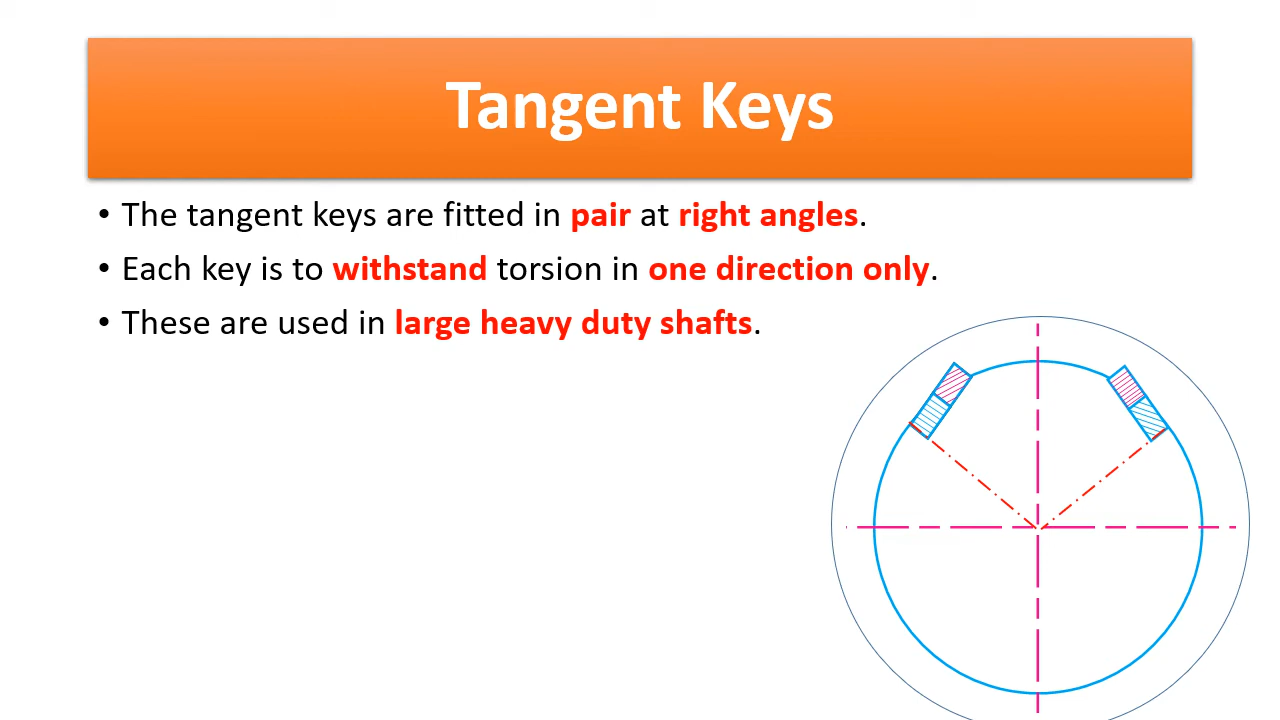 Tangent Keys
• The tangent keys are fitted in pair at right angles.
• Each key is to withstand torsion in one direction only.
• These are used in large heavy duty shafts.